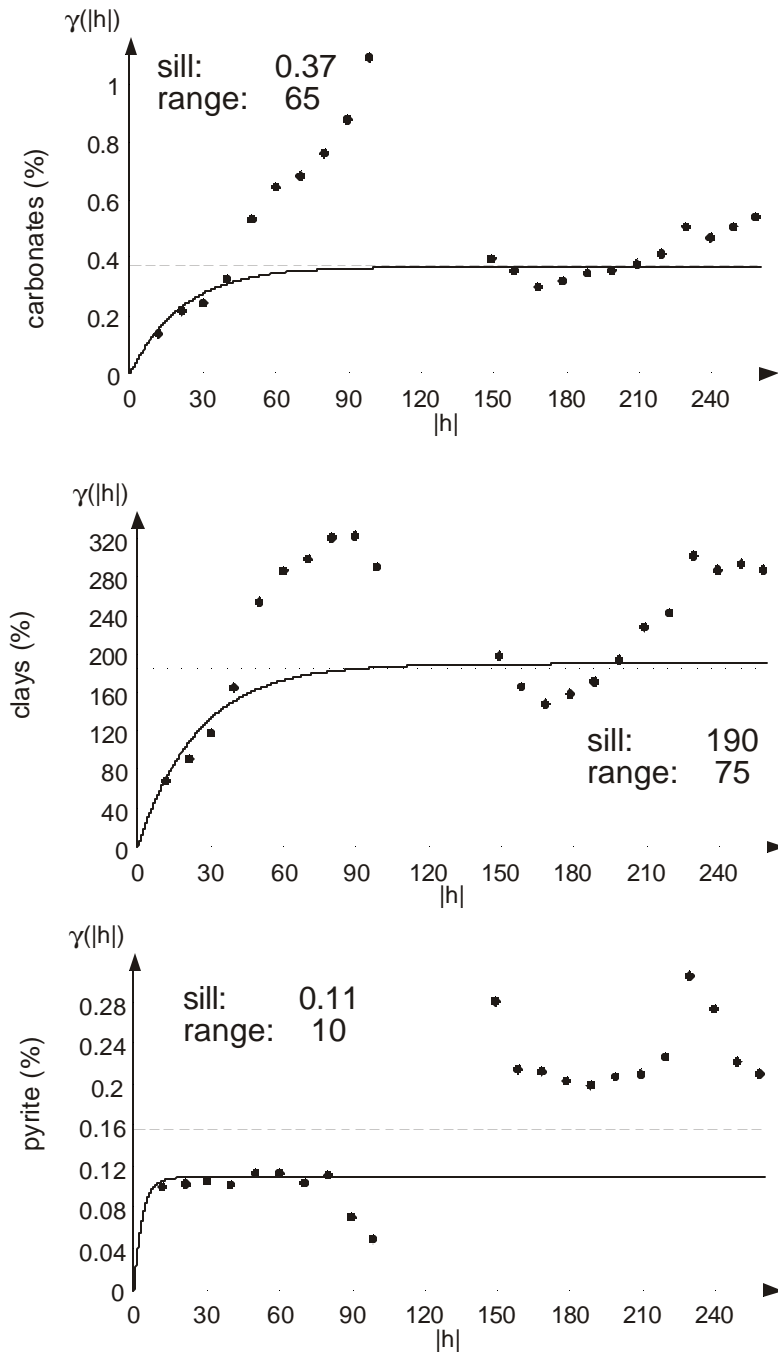 γ(|h|)
sill: 0.37
range: 65
carbonates (%)
1
0.8
0.6
0.4
0.2
0
0 30 60 90 120 150 180 210 240
|h|
γ(|h|)
clays (%)
320
280
240
200
160
120
80
40
0
sill: 190
range: 75
0 30 60 90 120 150 180 210 240
|h|
γ(|h|)
sill: 0.11
range: 10
pyrite (%)
0.28
0.24
0.2
0.16
0.12
0.08
0.04
0
0 30 60 90 120 150 180 210 240
|h|